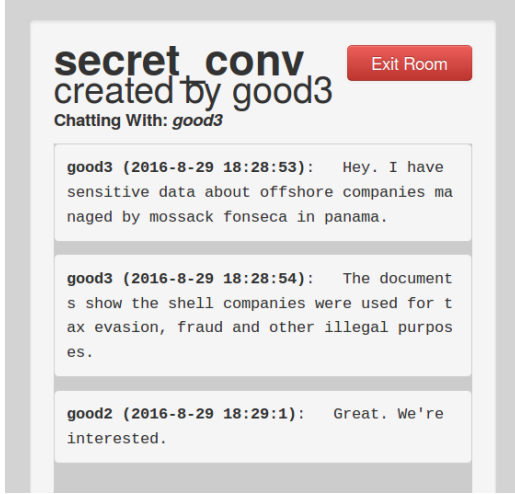 secret_conv
Exit Room
created by good3
Chatting With: good3
good3 (2016-8-29 18:28:53):   Hey. I have
sensitive data about offshore companies ma
naged by mossack fonseca in panama.
good3 (2016-8-29 18:28:54):   The document
s show the shell companies were used for t
ax evasion, fraud and other illegal purpos
es.
good2 (2016-8-29 18:29:1):   Great. We're
interested.